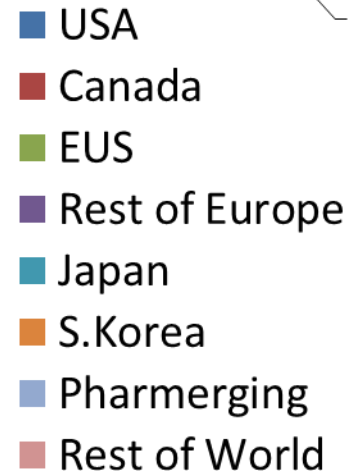 USA
Canada
EUS
Rest of Europe
Japan
S.Korea
Pharmerging
Rest of World